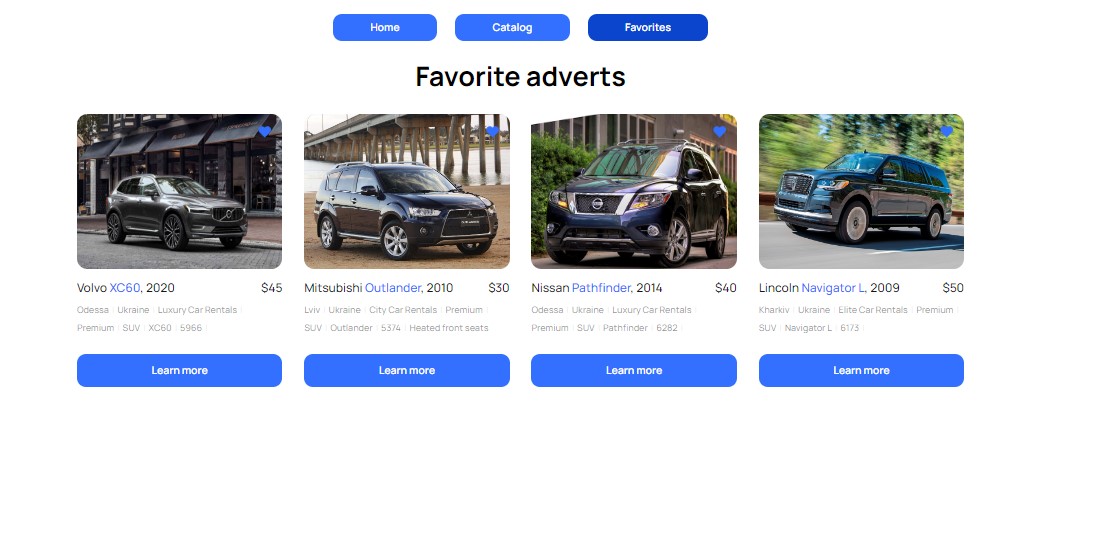 Home Catalog Favorites
Favorite adverts
Volvo XC60, 2020 $45
Odessa | Ukraine | Luxury Car Rentals |
Premium | SUV | XC60 | 5966 |
Learn more
Mitsubishi Outlander, 2010 $30
Lviv | Ukraine | City Car Rentals | Premium |
SUV | Outlander | 5374 | Heated front seats
Learn more
Nissan Pathfinder, 2014 $40
Odessa | Ukraine | Luxury Car Rentals
Premium | SUV | Pathfinder | 6282
Learn more
Lincoln Navigator L, 2009 $50
Kharkiv | Ukraine | Elite Car Rentals | Premium |
SUV | Navigator L | 6173 |
Learn more